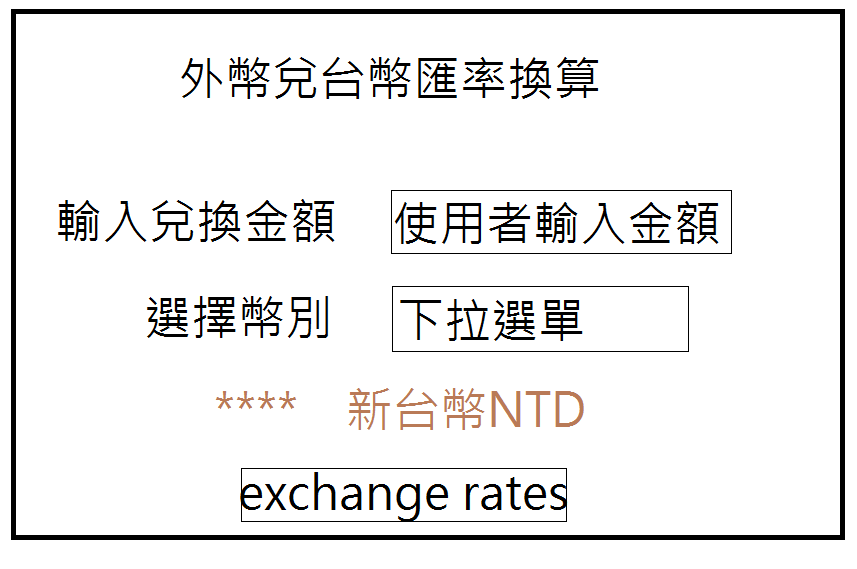 外幣兌台幣匯率換算
輸入兌換金額 使用者輸入金額
選擇幣別 下拉選單
**** 新台幣NTD
exchange rates